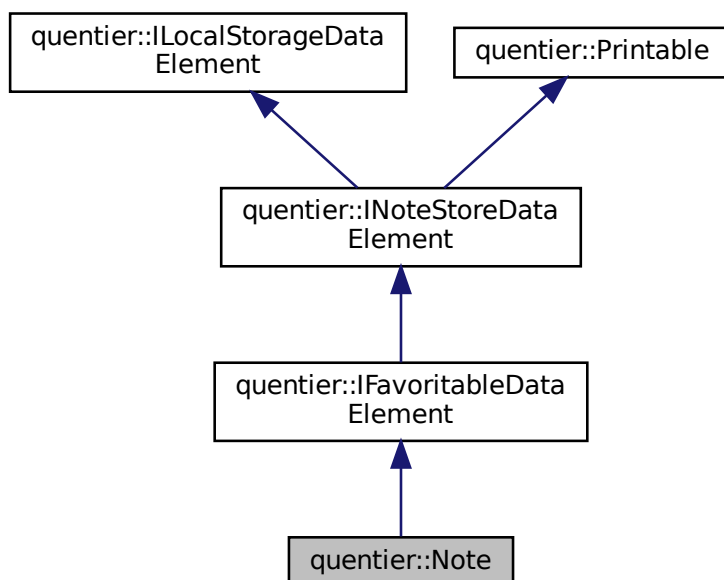 quentier::ILocalStorageData
Element
quentier::Printable
quentier::INoteStoreData
Element
quentier::IFavoritableData
Element
quentier::Note